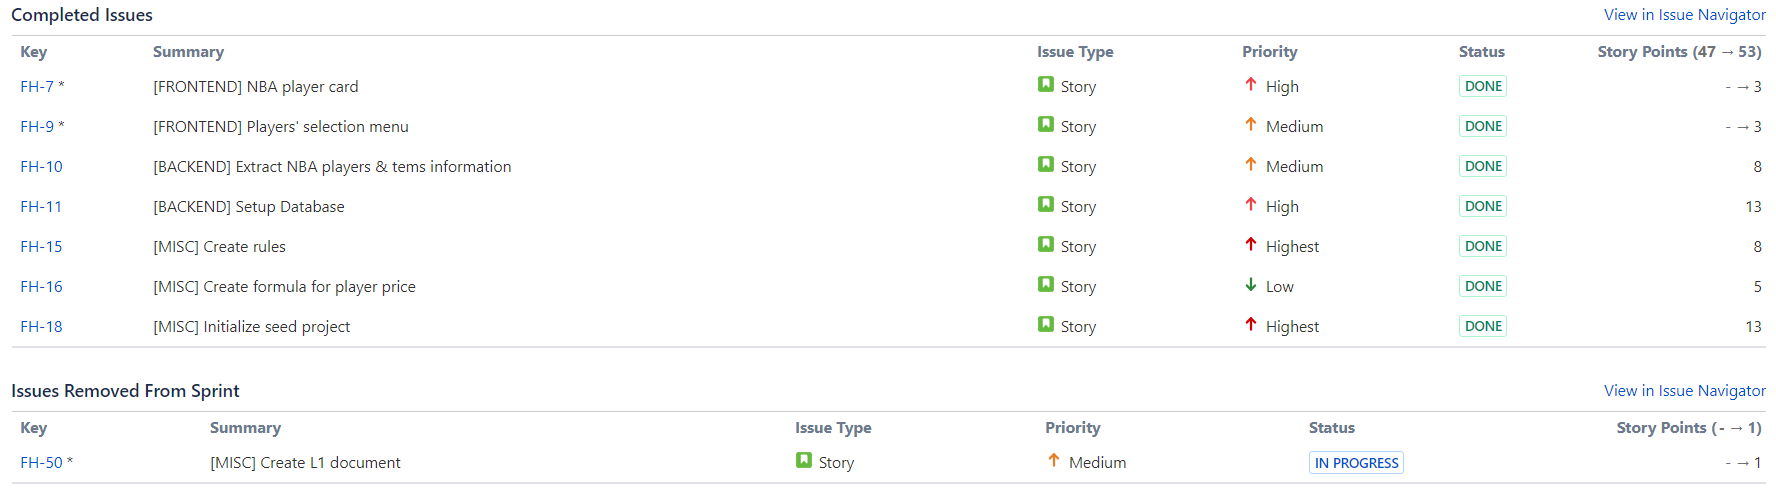 Completed Issues View in Issue Navigator
Key Summary Issue Type Priority Status Story Points (47 → 53)
FH-7 * [FRONTEND] NBA player card Story High DONE - → 3
FH-9 * [FRONTEND] Players' selection menu Story Medium DONE - → 3
FH-10 [BACKEND] Extract NBA players & tems information Story Medium DONE 8
FH-11 [BACKEND] Setup Database Story High DONE 13
FH-15 [MISC] Create rules Story Highest DONE 8
FH-16 [MISC] Create formula for player price Story Low DONE 5
FH-18 [MISC] Initialize seed project Story Highest DONE 13
Issues Removed From Sprint View in Issue Navigator
Key Summary Issue Type Priority Status Story Points (- → 1)
FH-50 * [MISC] Create L1 document Story Medium IN PROGRESS - → 1